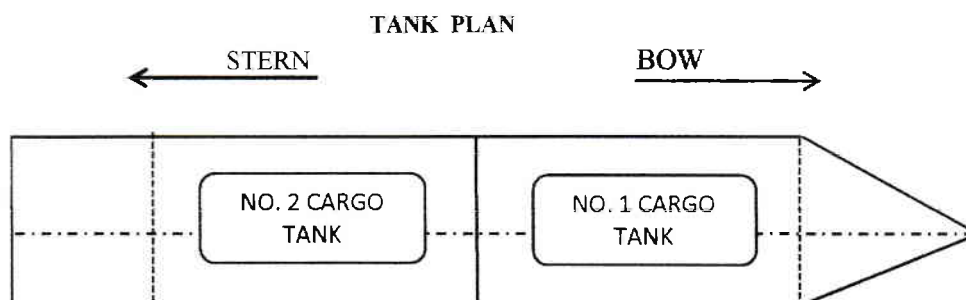 TANK PLAN
STERN
BOW
NO. 2 CARGO
TANK
NO. 1 CARGO
TANK